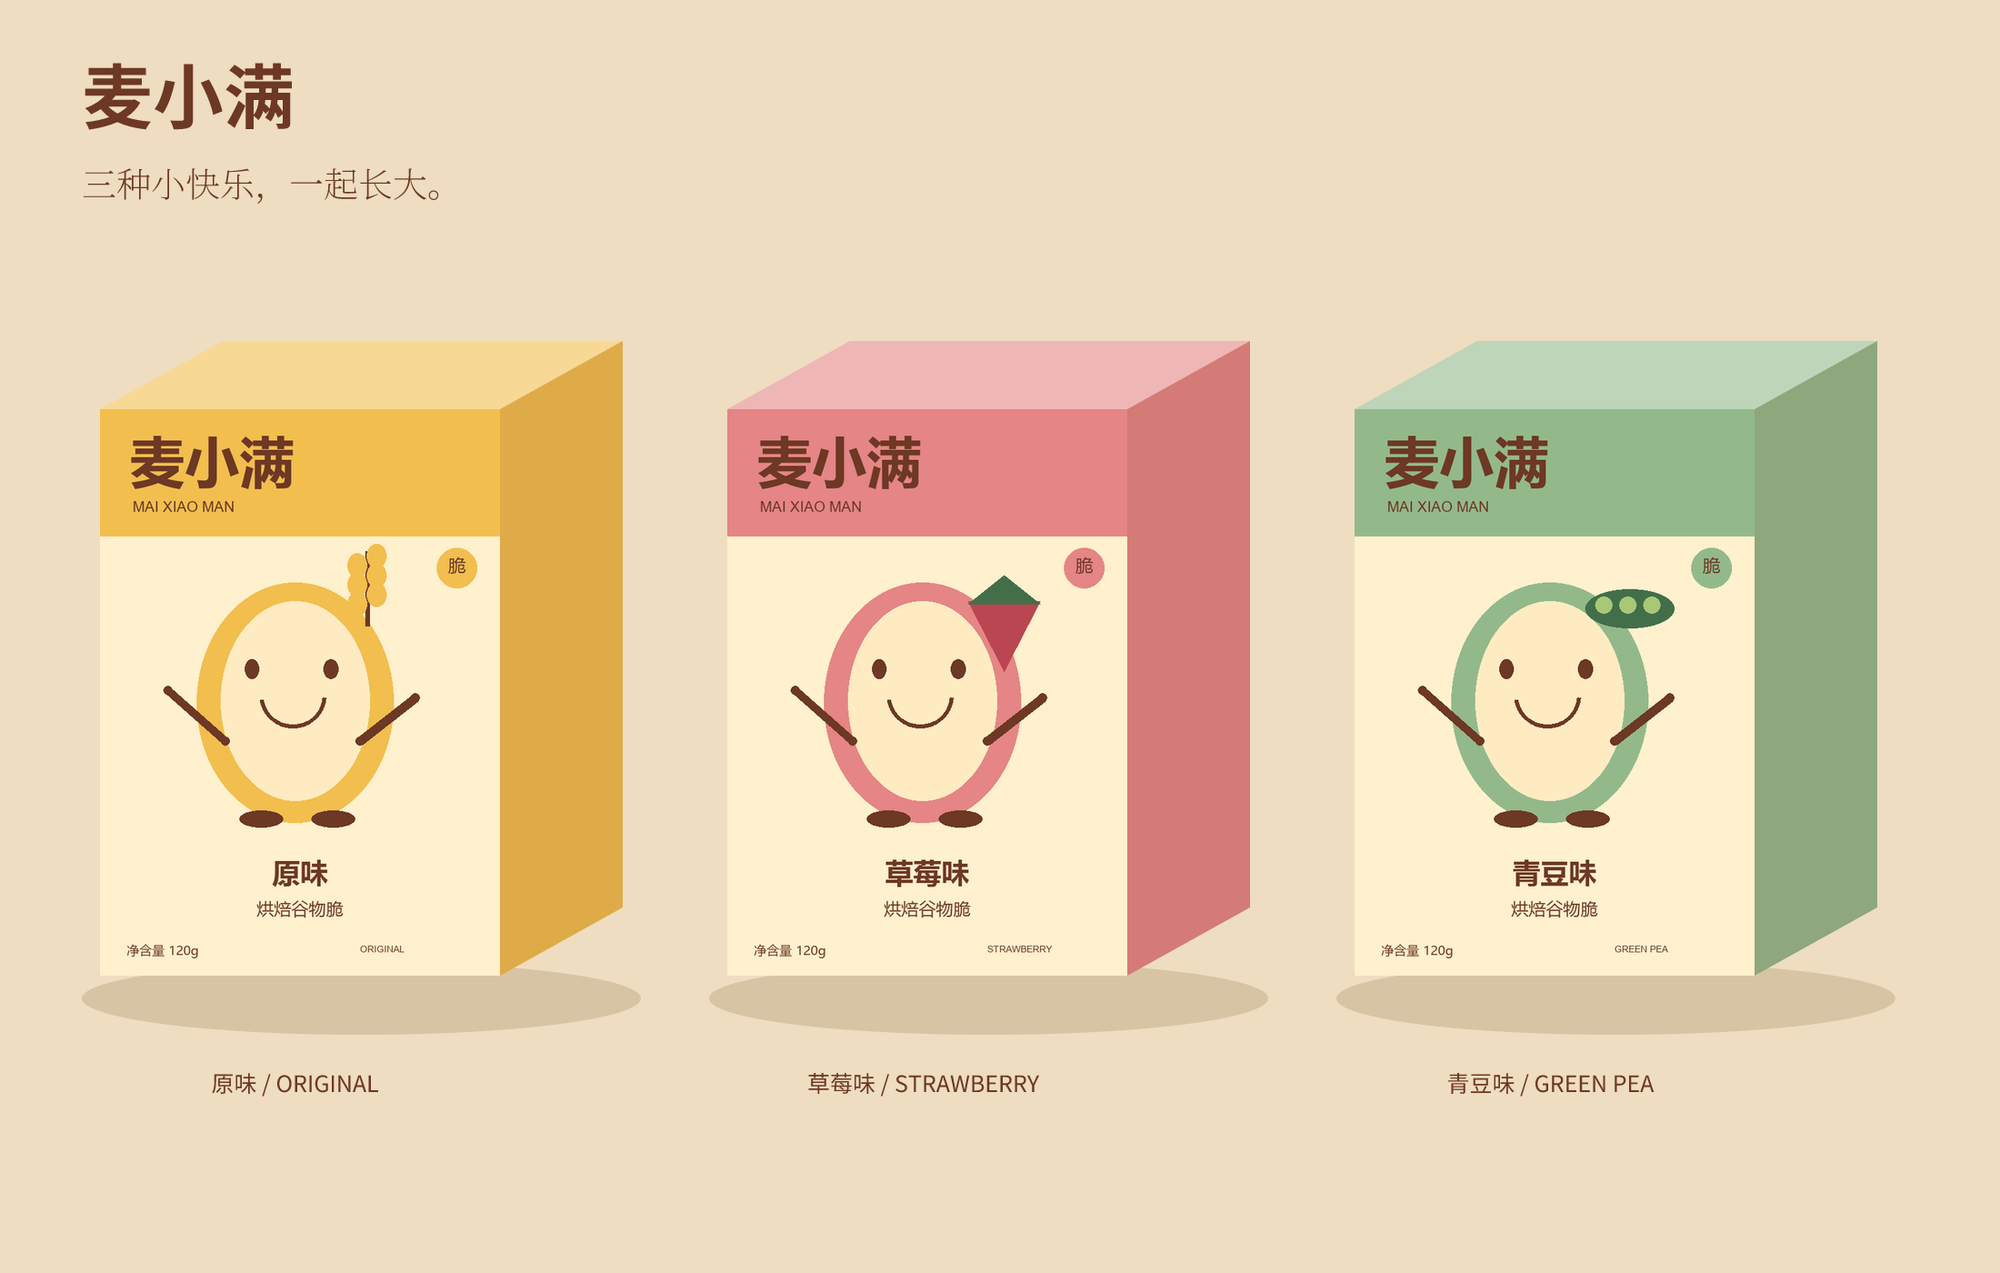 麦小满
三种小快乐，一起长大。
麦小满
MAI XIAO MAN
脆
原味
烘焙谷物脆
净含量 120g
ORIGINAL
麦小满
MAI XIAO MAN
脆
草莓味
烘焙谷物脆
净含量 120g
STRAWBERRY
麦小满
MAI XIAO MAN
脆
青豆味
烘焙谷物脆
净含量 120g
GREEN PEA
原味 / ORIGINAL
草莓味 / STRAWBERRY
青豆味 / GREEN PEA